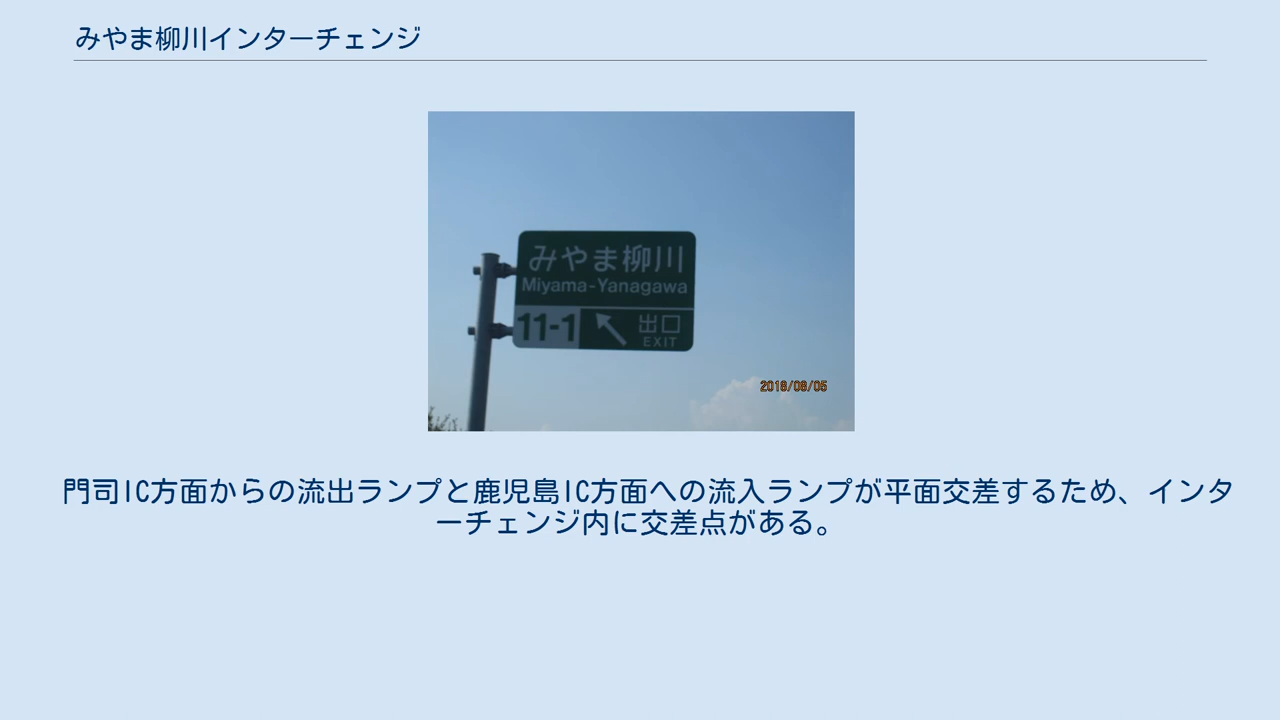 みやま柳川インターチェンジ
みやま柳川
Miyama-Yanagawa
11-1
出口
EXIT
2018/08/05
門司IC方面からの流出ランプと鹿児島IC方面への流入ランプが平面交差するため、インタ
ーチェンジ内に交差点がある。